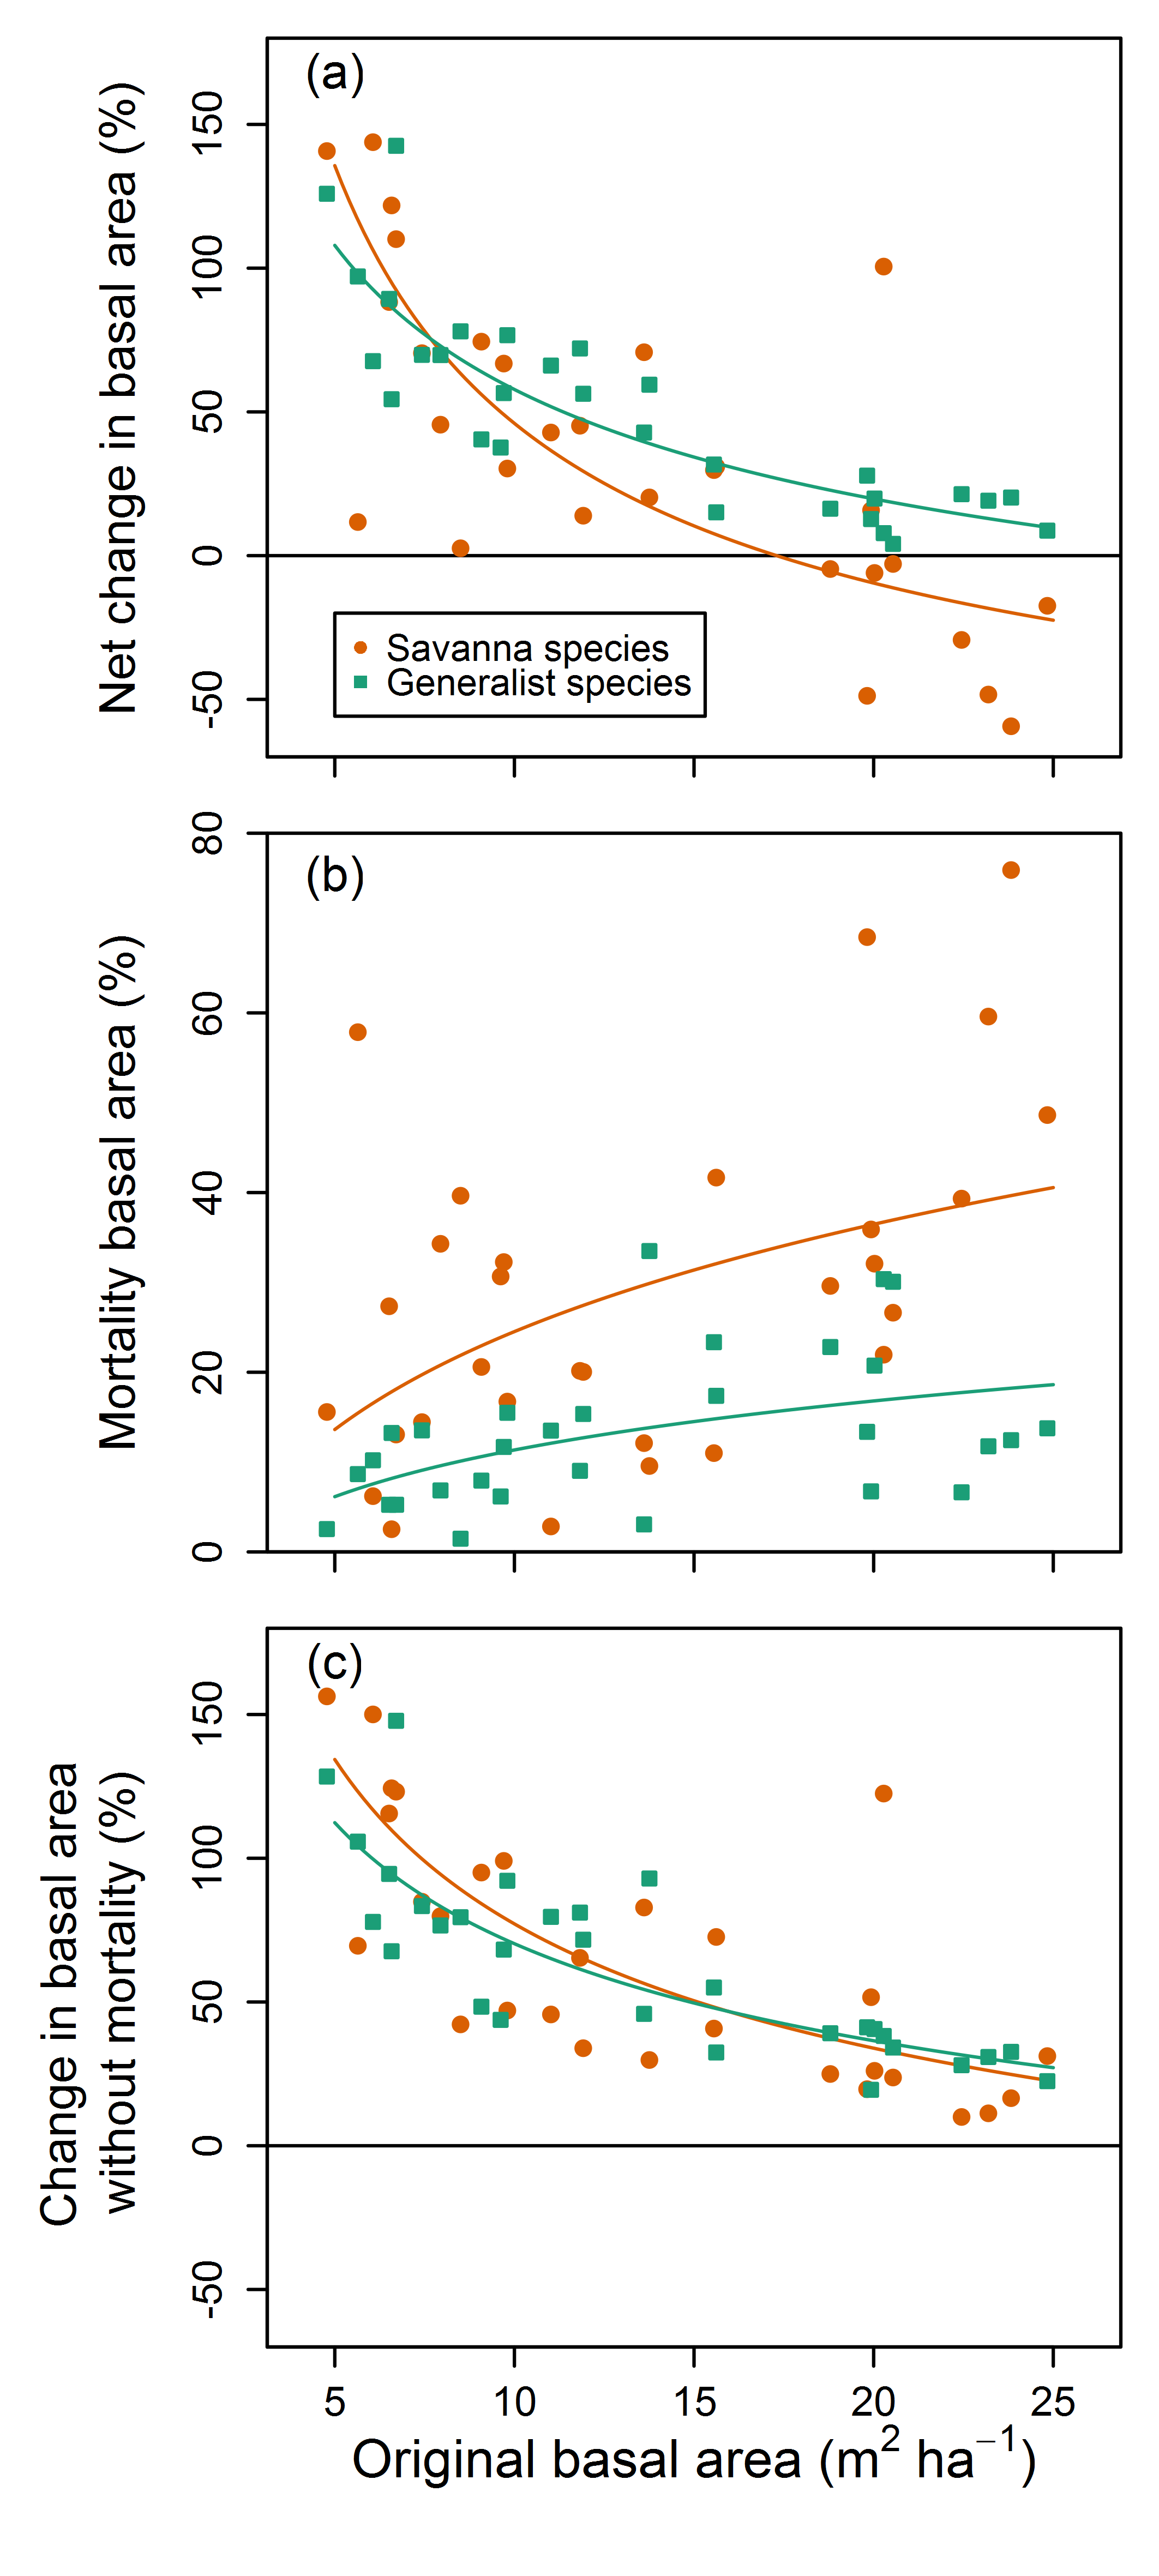 (a)
Net change in basal area (%)
150
100
50
0
-50
Savanna species
Generalist species
(b)
Mortality basal area (%)
80
60
40
20
0
(c)
Change in basal area
without mortality (%)
150
100
50
0
-50
5 10 15 20 25
Original basal area (m² ha⁻¹)